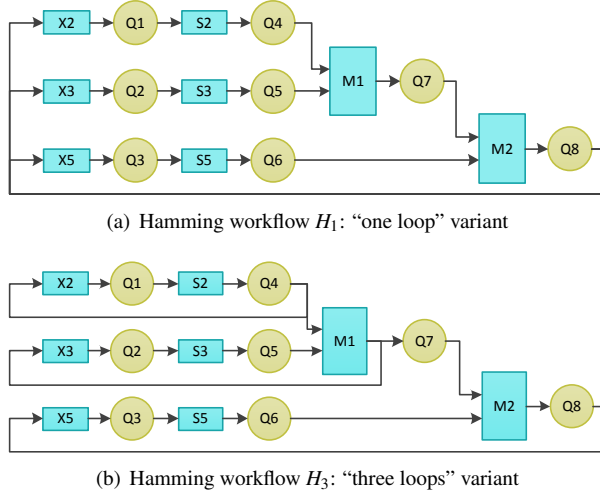 X2 Q1 S2 Q4
M1 Q7
X3 Q2 S3 Q5
X5 Q3 S5 Q6
M2 Q8
(a) Hamming workflow H₁: “one loop” variant
X2 Q1 S2 Q4
M1 Q7
X3 Q2 S3 Q5
X5 Q3 S5 Q6
M2 Q8
(b) Hamming workflow H₃: “three loops” variant